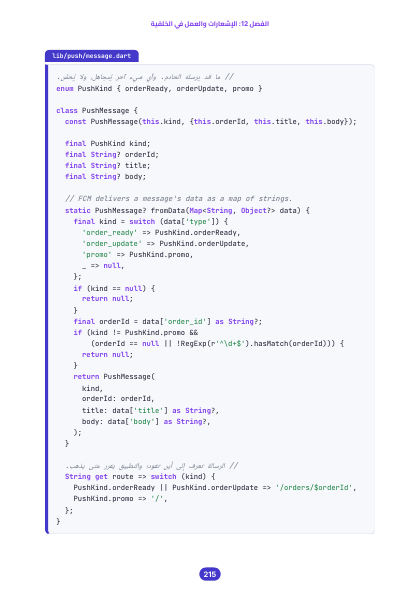 الفصل 12: الإشعارات والعمل في الخلفية
lib/push/message.dart
// ما قد يرسله الخادم. وأي شيء آخر يُتجاهل، ولا يُخمَّن.
enum PushKind { orderReady, orderUpdate, promo }
class PushMessage {
const PushMessage(this.kind, {this.orderId, this.title, this.body});
final PushKind kind;
final String? orderId;
final String? title;
final String? body;
// FCM delivers a message's data as a map of strings.
static PushMessage? fromData(Map<String, Object?> data) {
final kind = switch (data['type']) {
'order_ready' => PushKind.orderReady,
'order_update' => PushKind.orderUpdate,
'promo' => PushKind.promo,
_ => null,
};
if (kind == null) {
return null;
}
final orderId = data['order_id'] as String?;
if (kind != PushKind.promo &&
(orderId == null || !RegExp(r'^\d+$').hasMatch(orderId))) {
return null;
}
return PushMessage(
kind,
orderId: orderId,
title: data['title'] as String?,
body: data['body'] as String?,
);
}
// الرسالة تعرف إلى أين تقود، والتطبيق يقرر متى يذهب.
String get route => switch (kind) {
PushKind.orderReady || PushKind.orderUpdate => '/orders/$orderId',
PushKind.promo => '/',
};
}
215